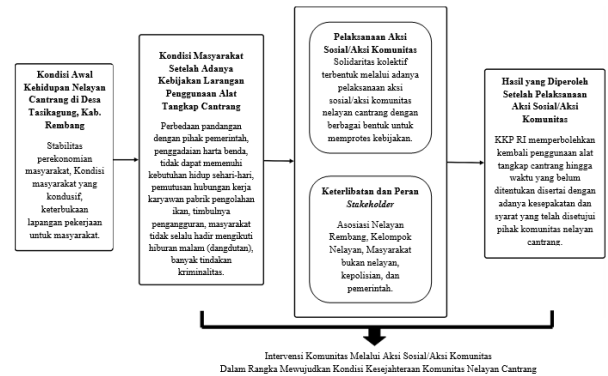 Kondisi Awal
Kehidupan Nelayan
Cantrang di Desa
Tasikagung, Kab.
Rembang
Stabilitas
perekonomian
masyarakat, Kondisi
masyarakat yang
kondusif,
keterbukaan
lapangan pekerjaan
untuk masyarakat.
Kondisi Masyarakat
Setelah Adanya
Kebijakan Larangan
Penggunaan Alat
Tangkap Cantrang
Perbedaan pandangan
dengan pihak pemerintah,
penggadaian harta benda,
tidak dapat memenuhi
kebutuhan hidup sehari-hari,
pemutusan hubungan kerja
karyawan pabrik pengolahan
ikan, timbulnya
pengangguran, masyarakat
tidak selalu hadir mengikuti
hiburan malam (dangdutan),
banyak tindakan
kriminalitas.
Pelaksanaan Aksi
Sosial/Aksi Komunitas
Solidaritas kolektif
terbentuk melalui adanya
pelaksanaan aksi
sosial/aksi komunitas
nelayan cantrang dengan
berbagai bentuk untuk
memprotes kebijakan.
Keterlibatan dan Peran
Stakeholder
Asosiasi Nelayan
Rembang, Kelompok
Nelayan, Masyarakat
bukan nelayan,
kepolisian, dan
pemerintah.
Hasil yang Diperoleh
Setelah Pelaksanaan
Aksi Sosial/Aksi
Komunitas
KKP RI memperbolehkan
kembali penggunaan alat
tangkap cantrang hingga
waktu yang belum
ditentukan disertai dengan
adanya kesepakatan dan
syarat yang telah disetujui
pihak komunitas nelayan
cantrang.
Intervensi Komunitas Melalui Aksi Sosial/Aksi Komunitas
Dalam Rangka Mewujudkan Kondisi Kesejahteraan Komunitas Nelayan Cantrang